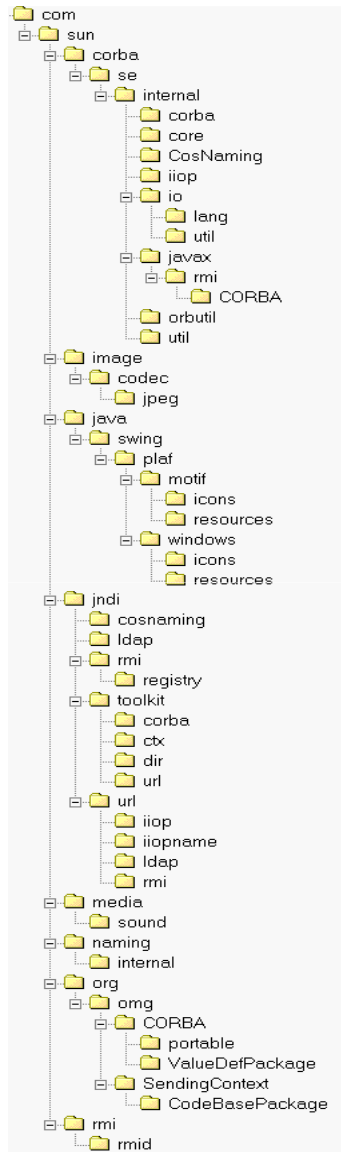 com
sun
corba
se
internal
corba
core
CosNaming
iiop
io
lang
util
javax
rmi
CORBA
orbutil
util
image
codec
jpeg
java
swing
plaf
motif
icons
resources
windows
icons
resources
jndi
cosnaming
ldap
rmi
registry
toolkit
corba
ctx
dir
url
url
iiop
iiopname
ldap
rmi
media
sound
naming
internal
org
omg
CORBA
portable
ValueDefPackage
SendingContext
CodeBasePackage
rmi
rmid